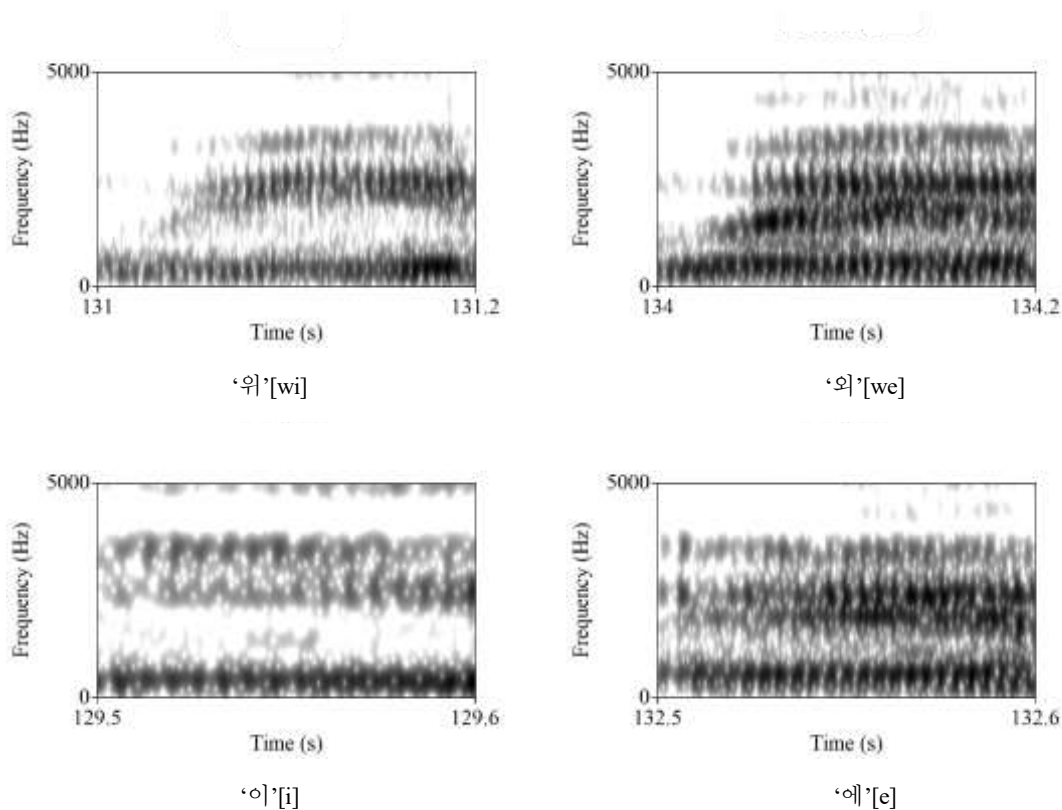 5000
Frequency (Hz)
0
131
131.2
Time (s)
‘위’[wi]
5000
Frequency (Hz)
0
134
134.2
Time (s)
‘외’[we]
5000
Frequency (Hz)
0
129.5
129.6
Time (s)
‘이’[i]
5000
Frequency (Hz)
0
132.5
132.6
Time (s)
‘에’[e]